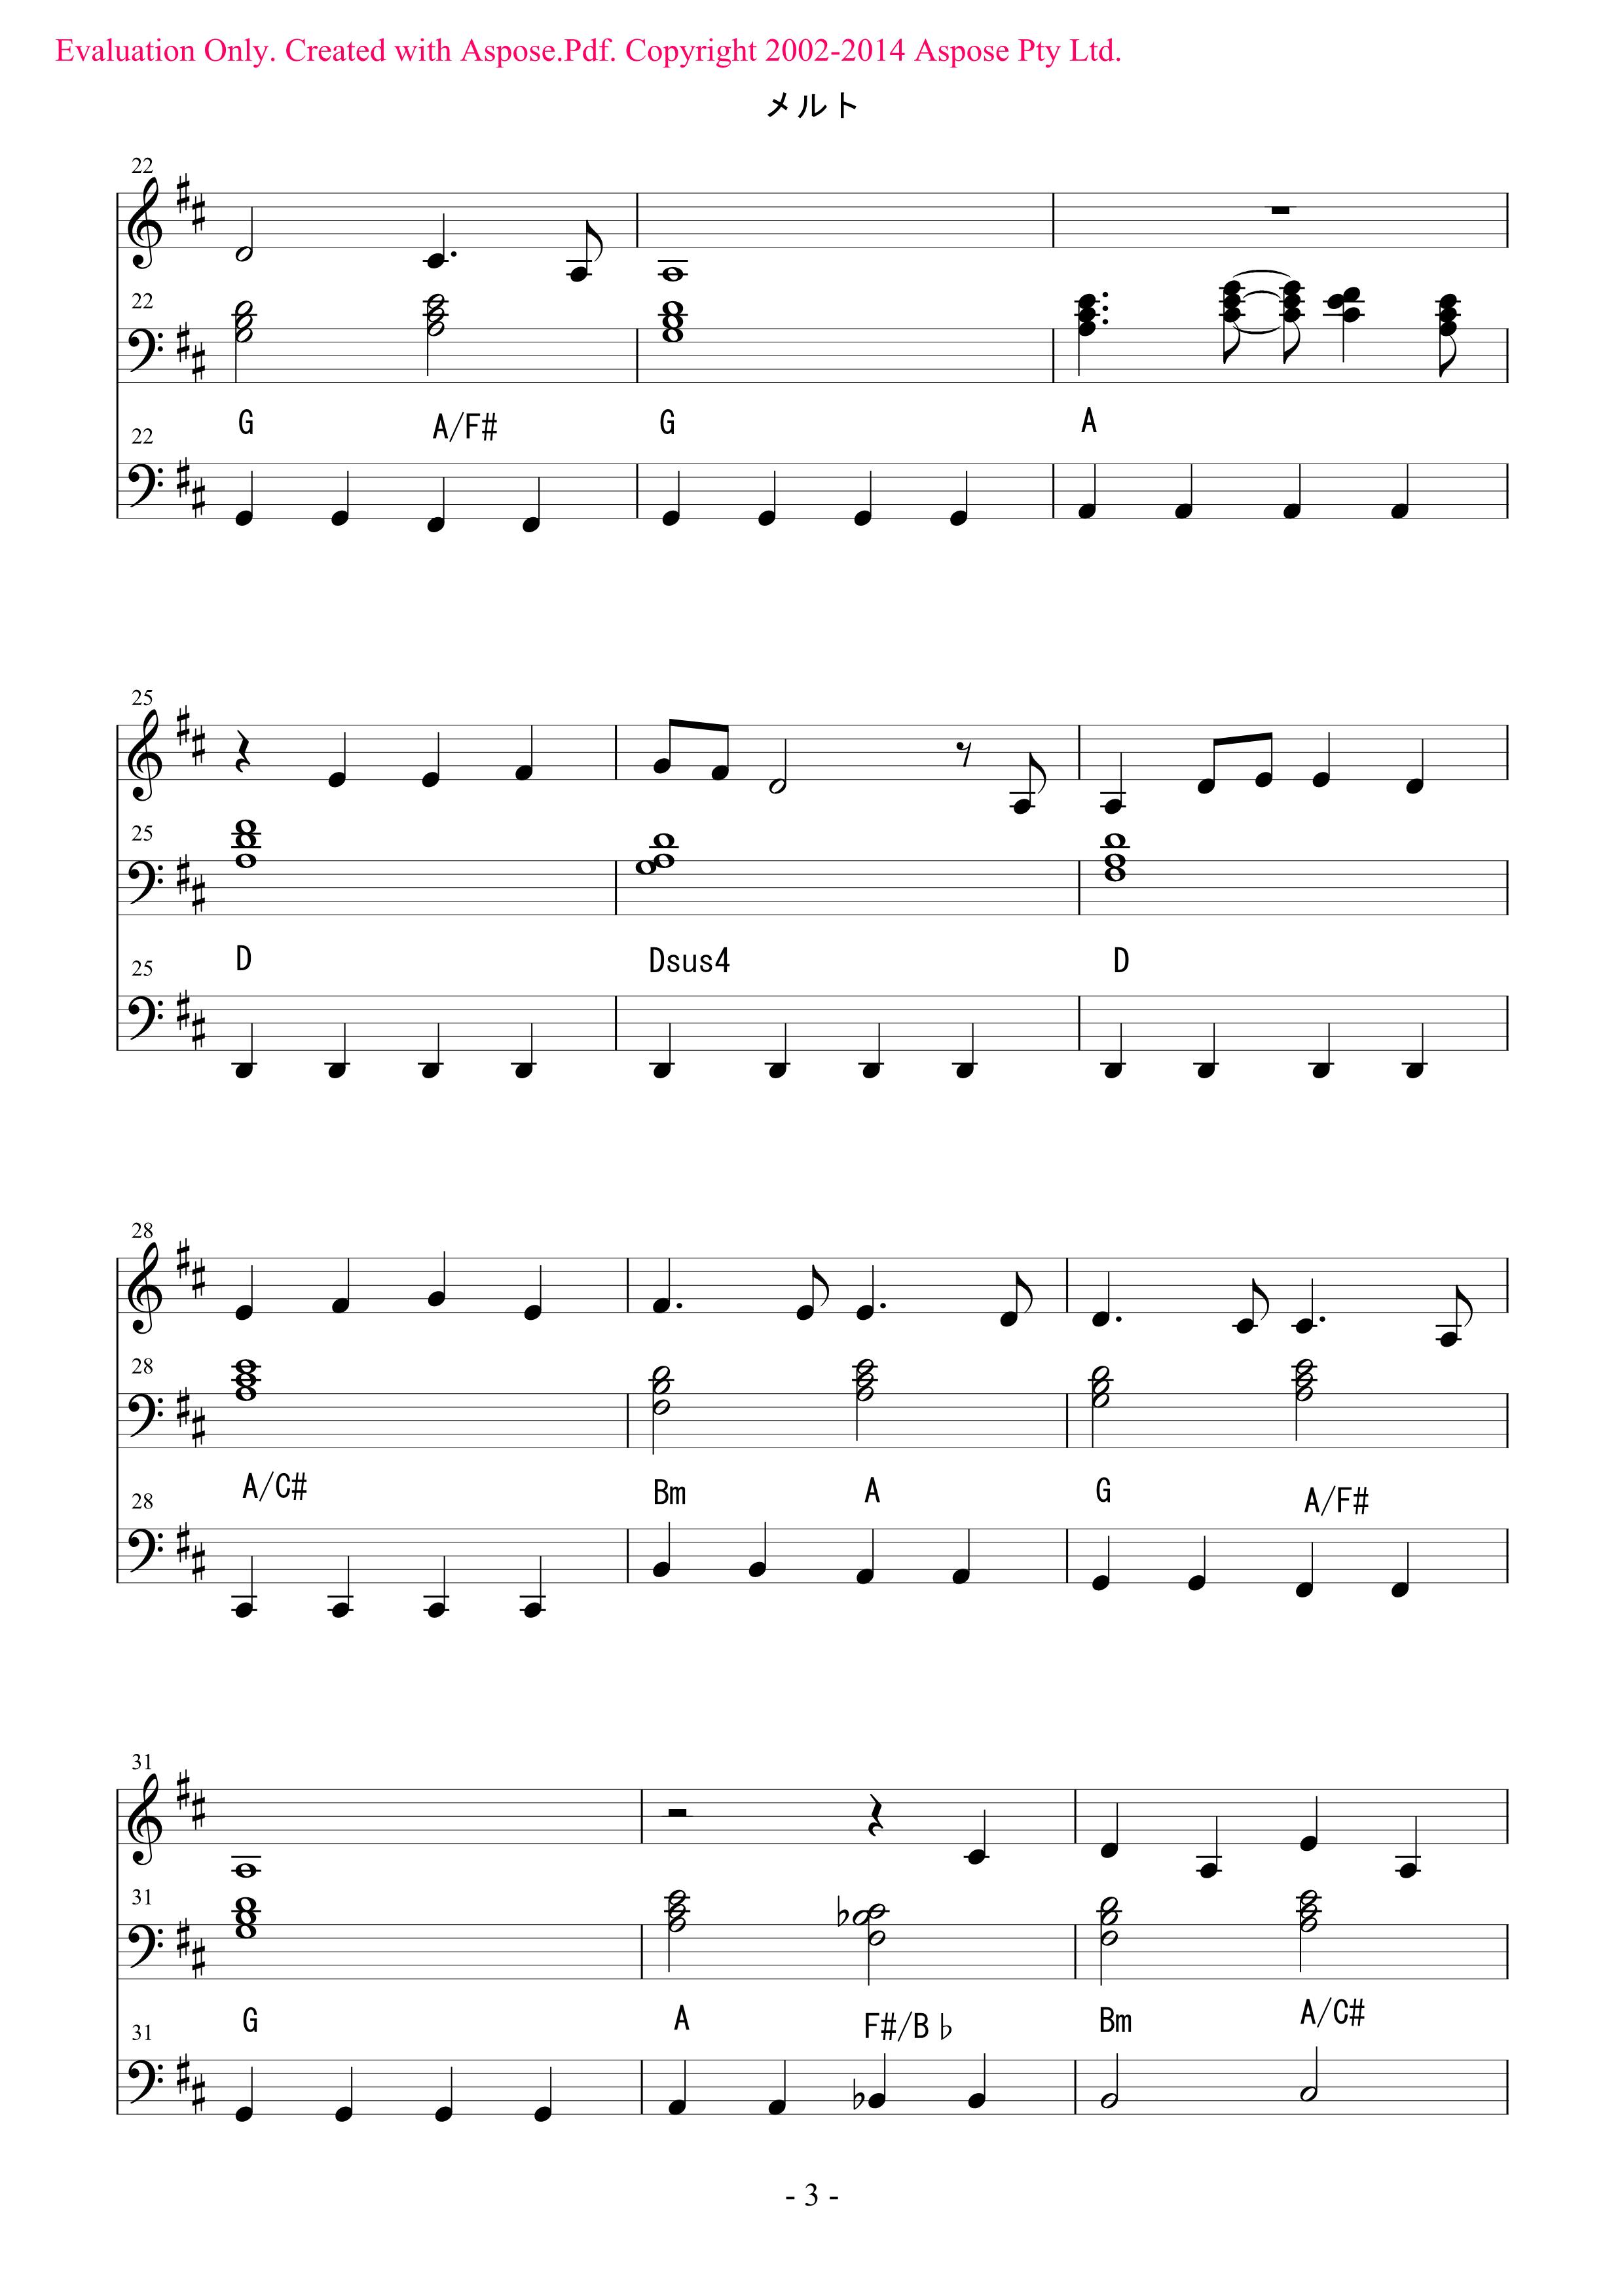 Evaluation Only. Created with Aspose.Pdf. Copyright 2002-2014 Aspose Pty Ltd.
メルト
22
22
G A/F# G A
22
25
25
D Dsus4 D
25
28
28
A/C# Bm A G A/F#
28
31
31
G A F#/B♭ Bm A/C#
31
- 3 -